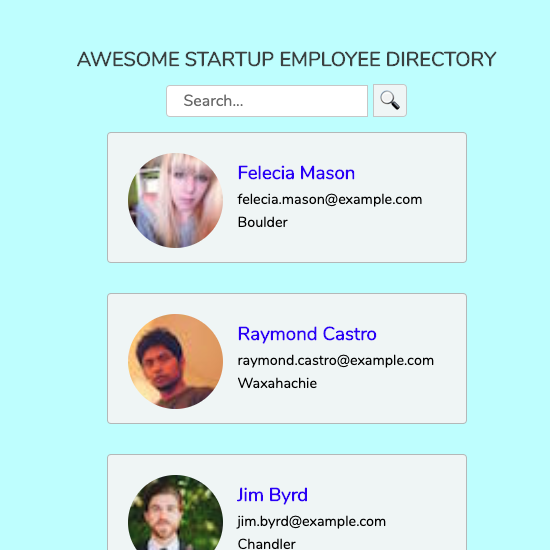 AWESOME STARTUP EMPLOYEE DIRECTORY
Search...
Felecia Mason
felecia.mason@example.com
Boulder
Raymond Castro
raymond.castro@example.com
Waxahachie
Jim Byrd
jim.byrd@example.com
Chandler